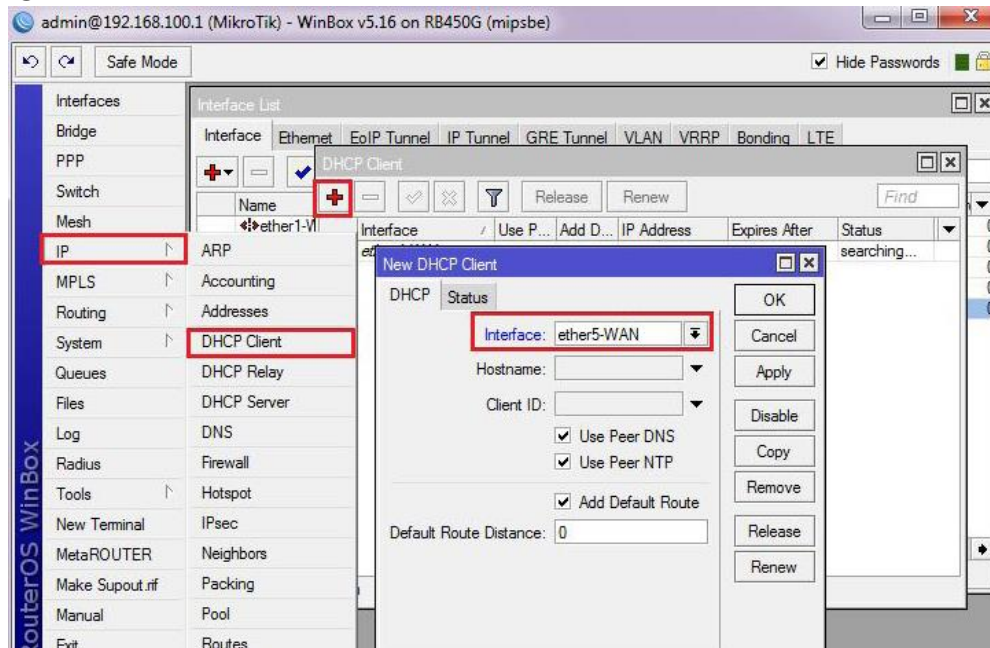 admin@192.168.100.1 (MikroTik) - WinBox v5.16 on RB450G (mipsbe)
Safe Mode
Hide Passwords
Interfaces
Bridge
PPP
Switch
Mesh
IP
MPLS
Routing
System
Queues
Files
Log
Radius
Tools
New Terminal
MetaROUTER
Make Supout.rif
Manual
Exit
RouterOS WinBox
Interface List
Interface Ethernet EoIP Tunnel IP Tunnel GRE Tunnel VLAN VRRP Bonding LTE
Name
ether1-W
ARP
Accounting
Addresses
DHCP Client
DHCP Relay
DHCP Server
DNS
Firewall
Hotspot
IPsec
Neighbors
Packing
Pool
Routes
DHCP Client
Release Renew Find
Interface / Use P... Add D... IP Address Expires After Status
searching...
New DHCP Client
DHCP Status
Interface: ether5-WAN
Hostname:
Client ID:
Use Peer DNS
Use Peer NTP
Add Default Route
Default Route Distance: 0
OK
Cancel
Apply
Disable
Copy
Remove
Release
Renew